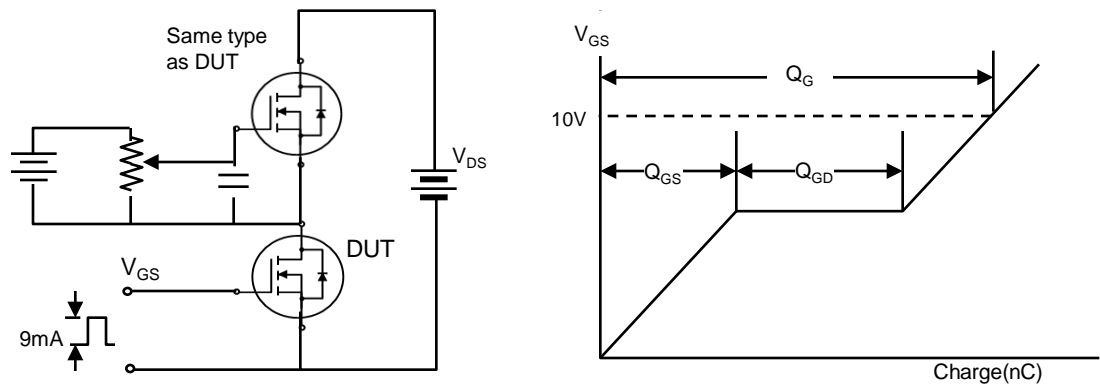 Same type
as DUT
V_DS
DUT
V_GS
9mA
V_GS
Q_G
10V
Q_GS
Q_GD
Charge(nC)